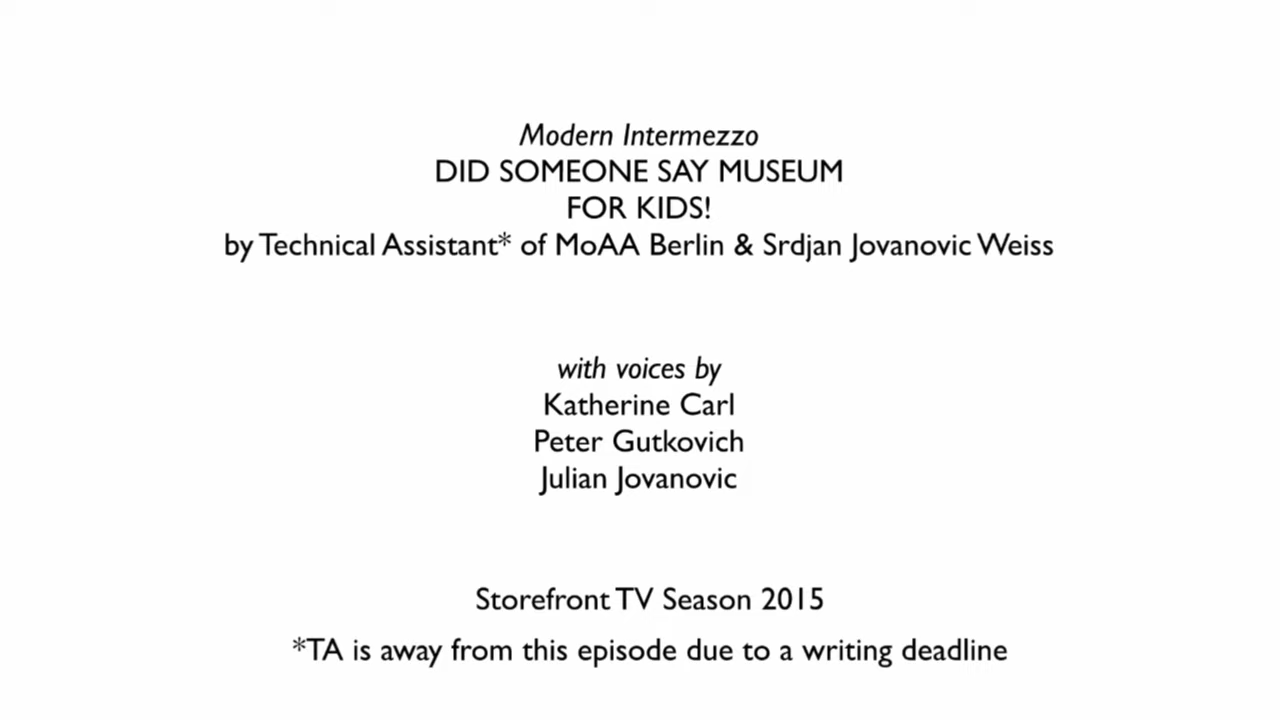 Modern Intermezzo
DID SOMEONE SAY MUSEUM
FOR KIDS!
by Technical Assistant* of MoAA Berlin & Srdjan Jovanovic Weiss
with voices by
Katherine Carl
Peter Gutkovich
Julian Jovanovic
Storefront TV Season 2015
*TA is away from this episode due to a writing deadline